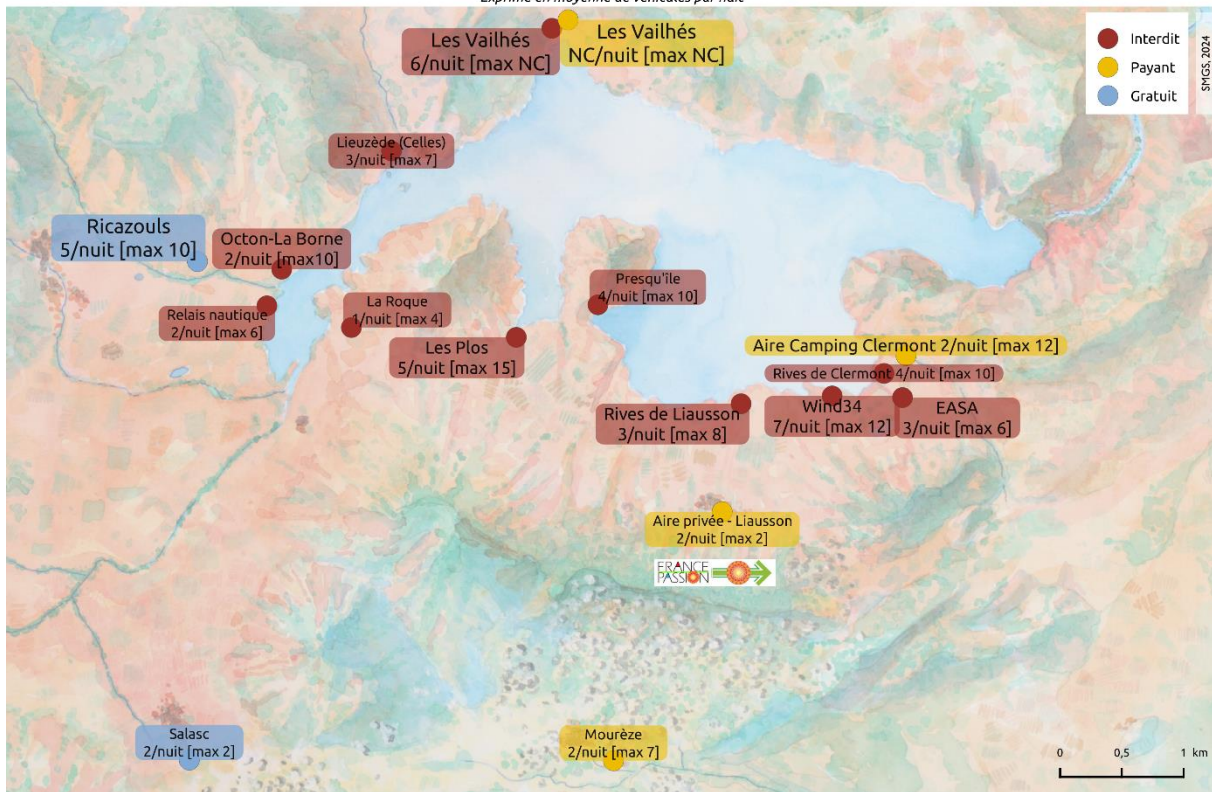 Exprimé en moyenne de véhicules par nuit
Les Vailhés
6/nuit [max NC]
Les Vailhés
NC/nuit [max NC]
Interdit
Payant
Gratuit
SMGS, 2024
Lieuzède (Celles)
3/nuit [max 7]
Ricazouls
5/nuit [max 10]
Octon-La Borne
2/nuit [max10]
Presqu'île
4/nuit [max 10]
Relais nautique
2/nuit [max 6]
La Roque
1/nuit [max 4]
Les Plos
5/nuit [max 15]
Aire Camping Clermont 2/nuit [max 12]
Rives de Clermont 4/nuit [max 10]
Rives de Liausson
3/nuit [max 8]
Wind34
7/nuit [max 12]
EASA
3/nuit [max 6]
Aire privée - Liausson
2/nuit [max 2]
FRANCE
PASSION
Salasc
2/nuit [max 2]
Mourèze
2/nuit [max 7]
0 0,5 1 km